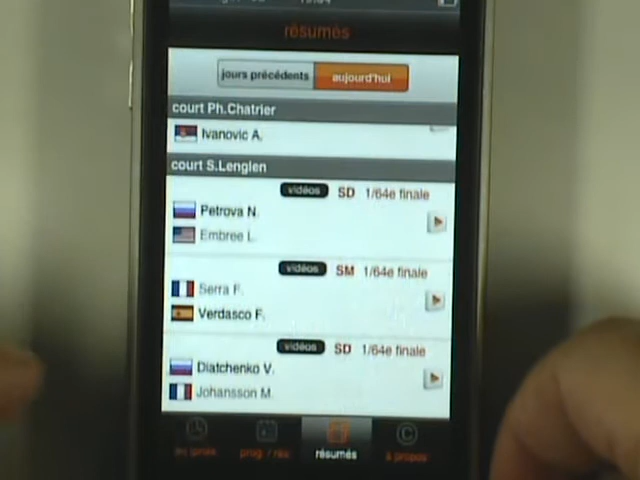 résumés
jours précédents aujourd'hui
court Ph.Chatrier
Ivanovic A.
court S.Lenglen
vidéos SD 1/64e finale
Petrova N.
Embree L.
vidéos SM 1/64e finale
Serra F.
Verdasco F.
vidéos SD 1/64e finale
Diatchenko V.
Johansson M.
prog. / rés. résumés à propos